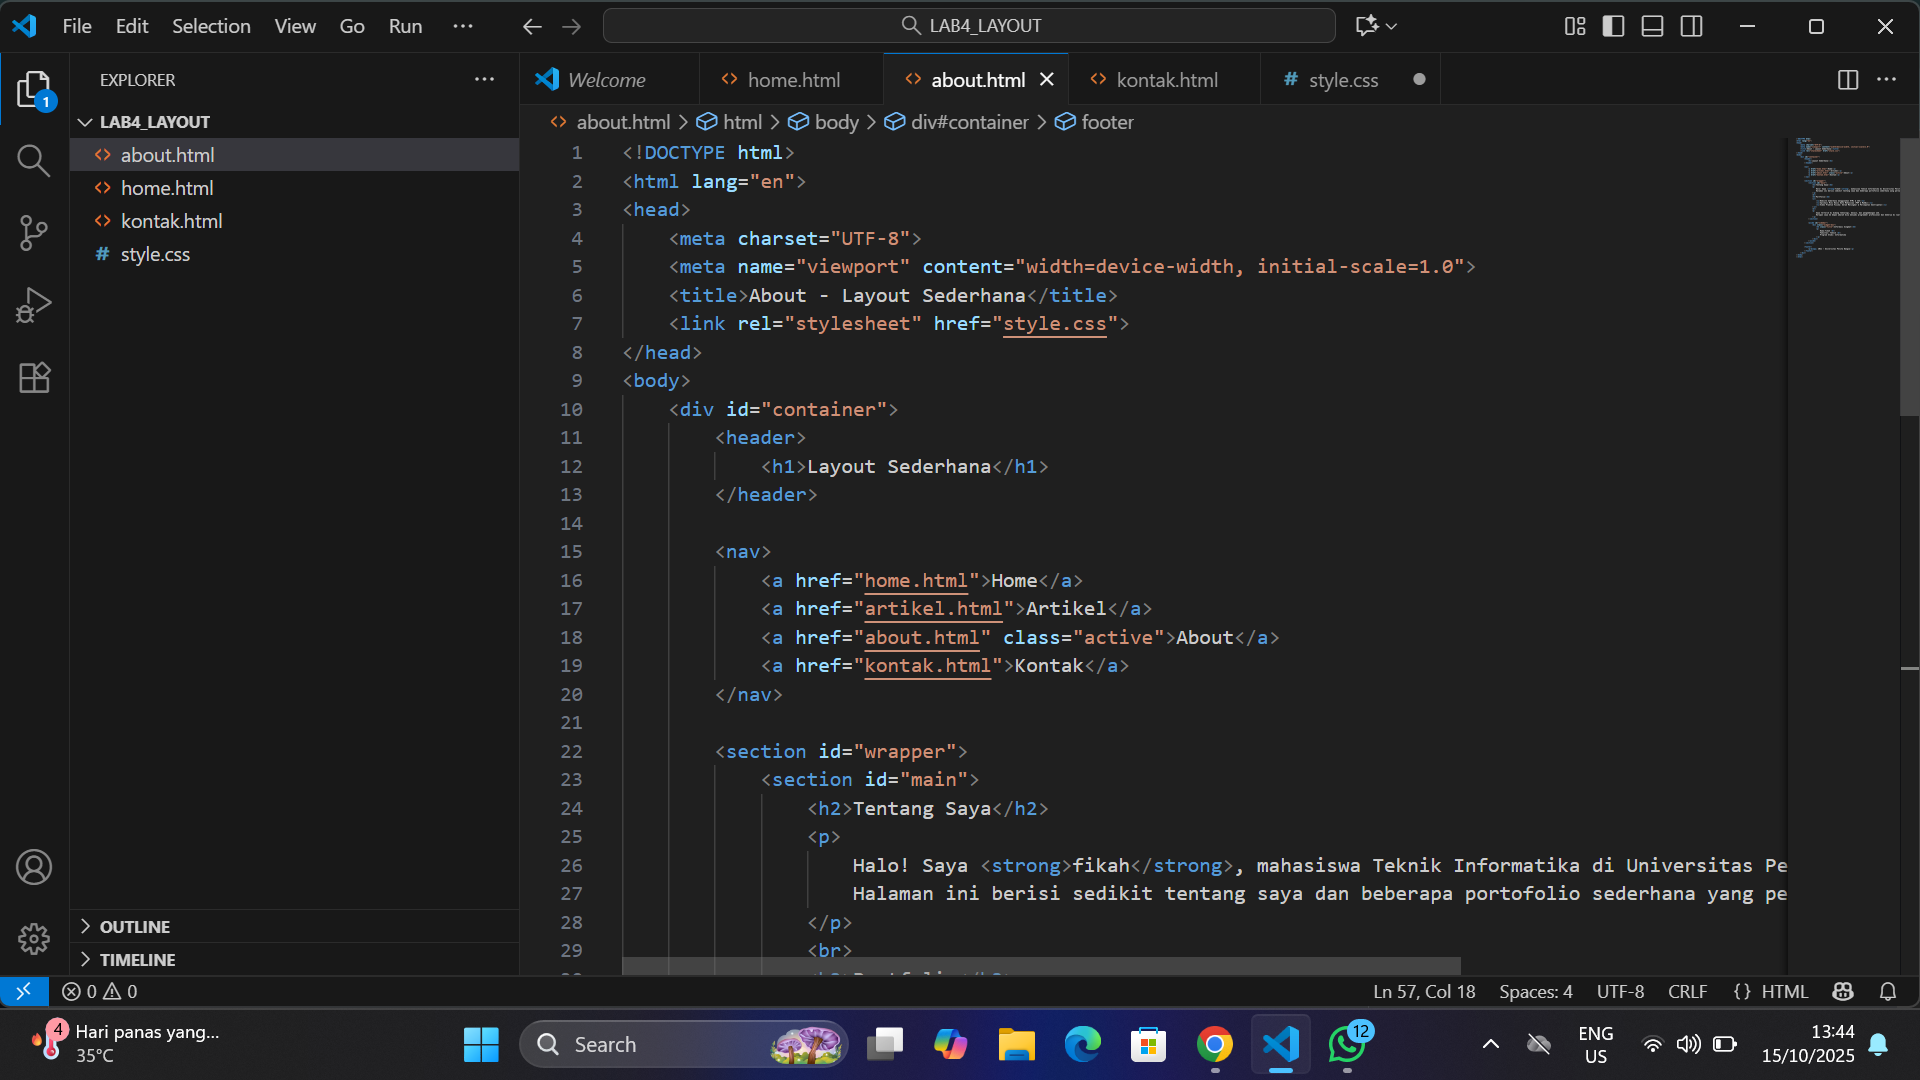 File Edit Selection View Go Run ···
LAB4_LAYOUT
EXPLORER
1
LAB4_LAYOUT
about.html
home.html
kontak.html
# style.css
OUTLINE
TIMELINE
Welcome
home.html
about.html
kontak.html
# style.css
about.html > html > body > div#container > footer
1 <!DOCTYPE html>
2 <html lang="en">
3 <head>
4 <meta charset="UTF-8">
5 <meta name="viewport" content="width=device-width, initial-scale=1.0">
6 <title>About - Layout Sederhana</title>
7 <link rel="stylesheet" href="style.css">
8 </head>
9 <body>
10 <div id="container">
11 <header>
12 <h1>Layout Sederhana</h1>
13 </header>
14
15 <nav>
16 <a href="home.html">Home</a>
17 <a href="artikel.html">Artikel</a>
18 <a href="about.html" class="active">About</a>
19 <a href="kontak.html">Kontak</a>
20 </nav>
21
22 <section id="wrapper">
23 <section id="main">
24 <h2>Tentang Saya</h2>
25 <p>
26 Halo! Saya <strong>fikah</strong>, mahasiswa Teknik Informatika di Universitas Pe
27 Halaman ini berisi sedikit tentang saya dan beberapa portofolio sederhana yang pe
28 </p>
29 <br>
0 0
Ln 57, Col 18 Spaces: 4 UTF-8 CRLF {} HTML
4
Hari panas yang...
35°C
Search
12
ENG
US
13:44
15/10/2025